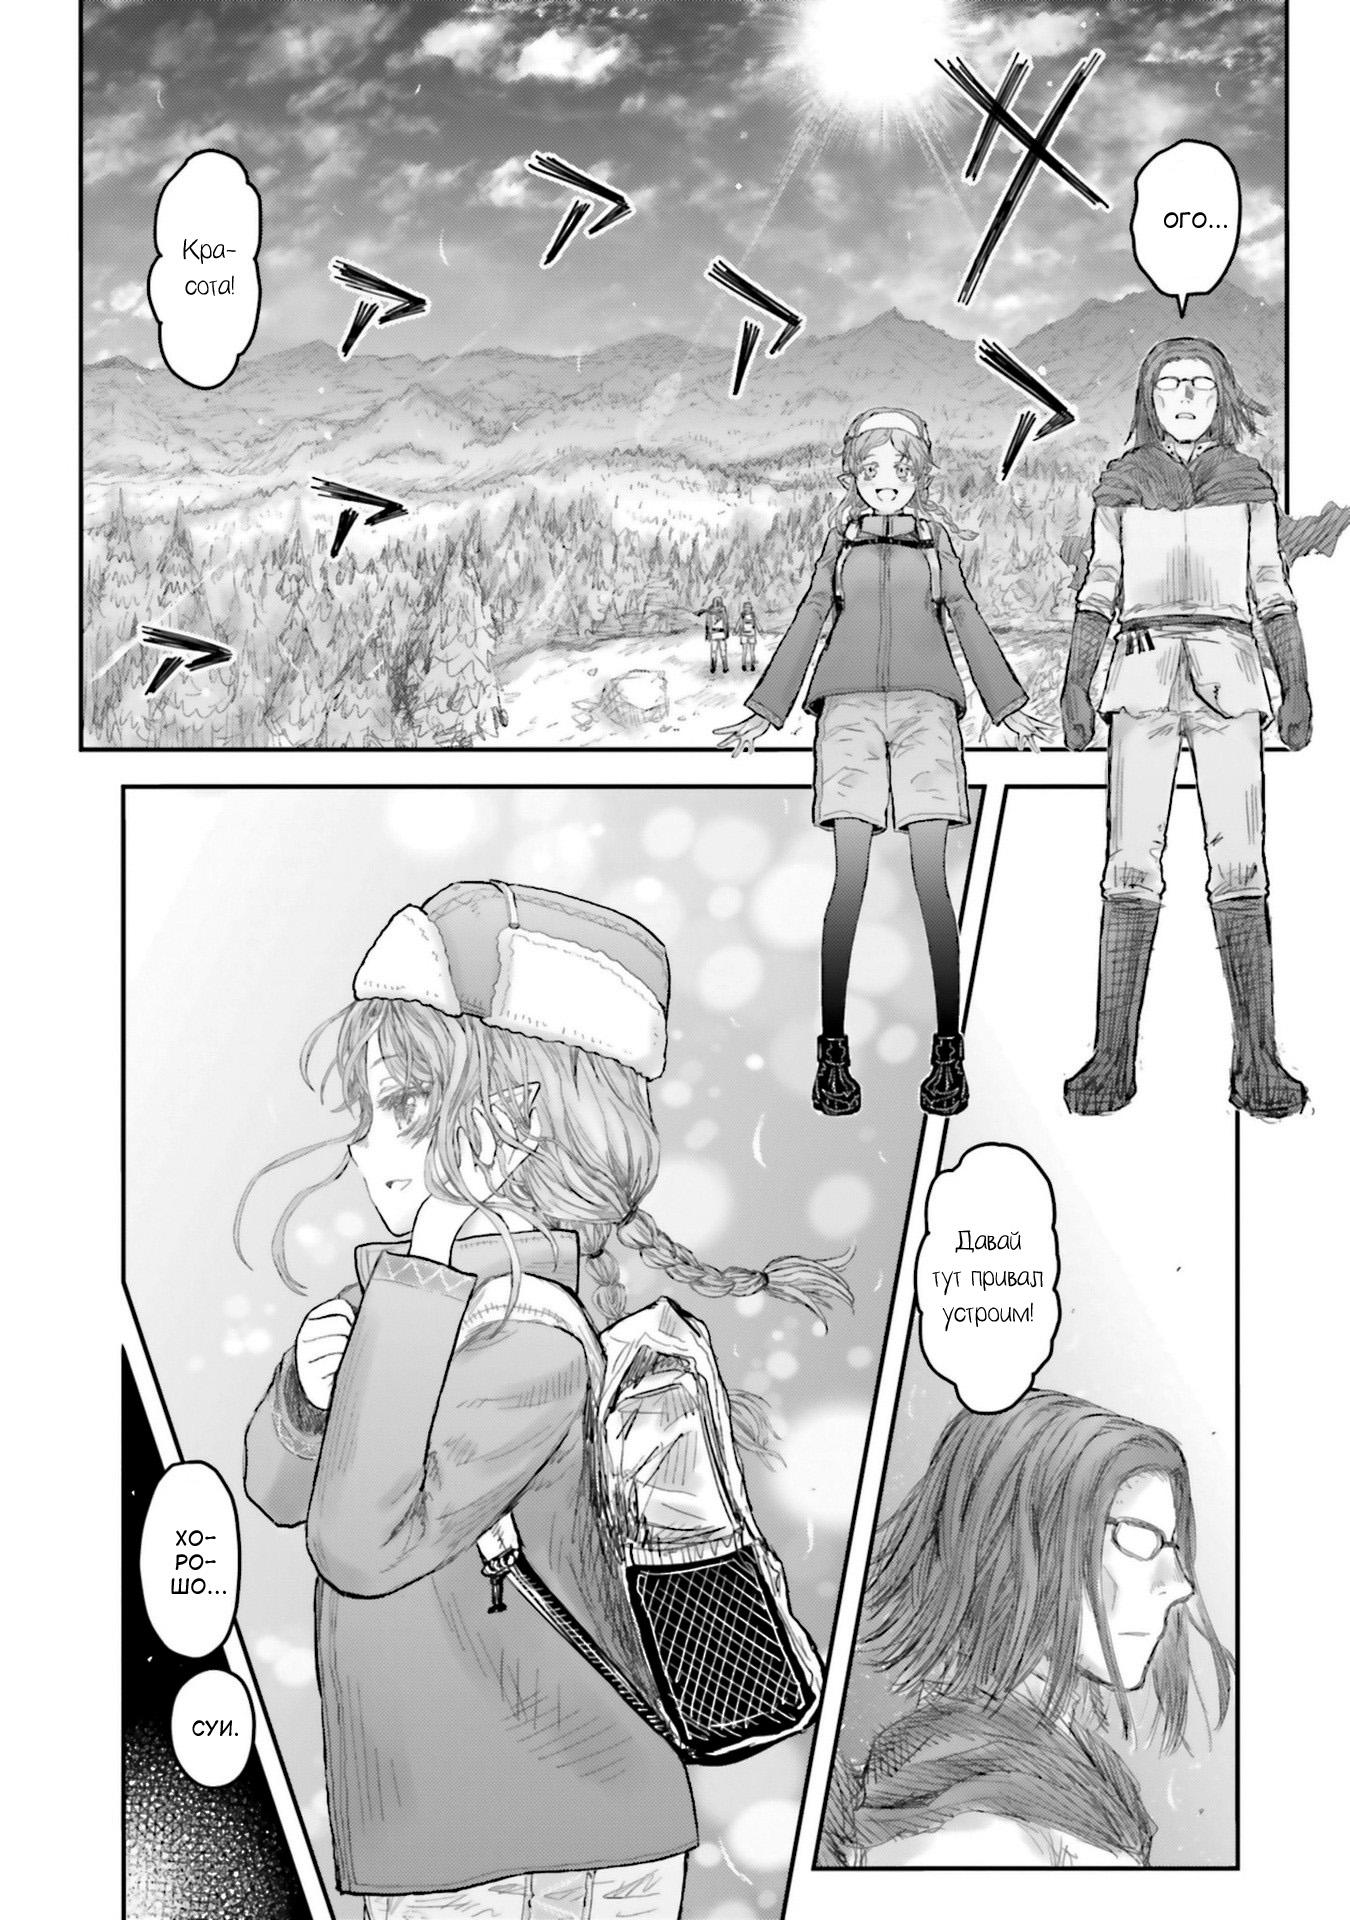 ОГО...
Кра-
сота!
Давай
тут привал
устроим!
ХО-
РО-
ШО...
СУИ.